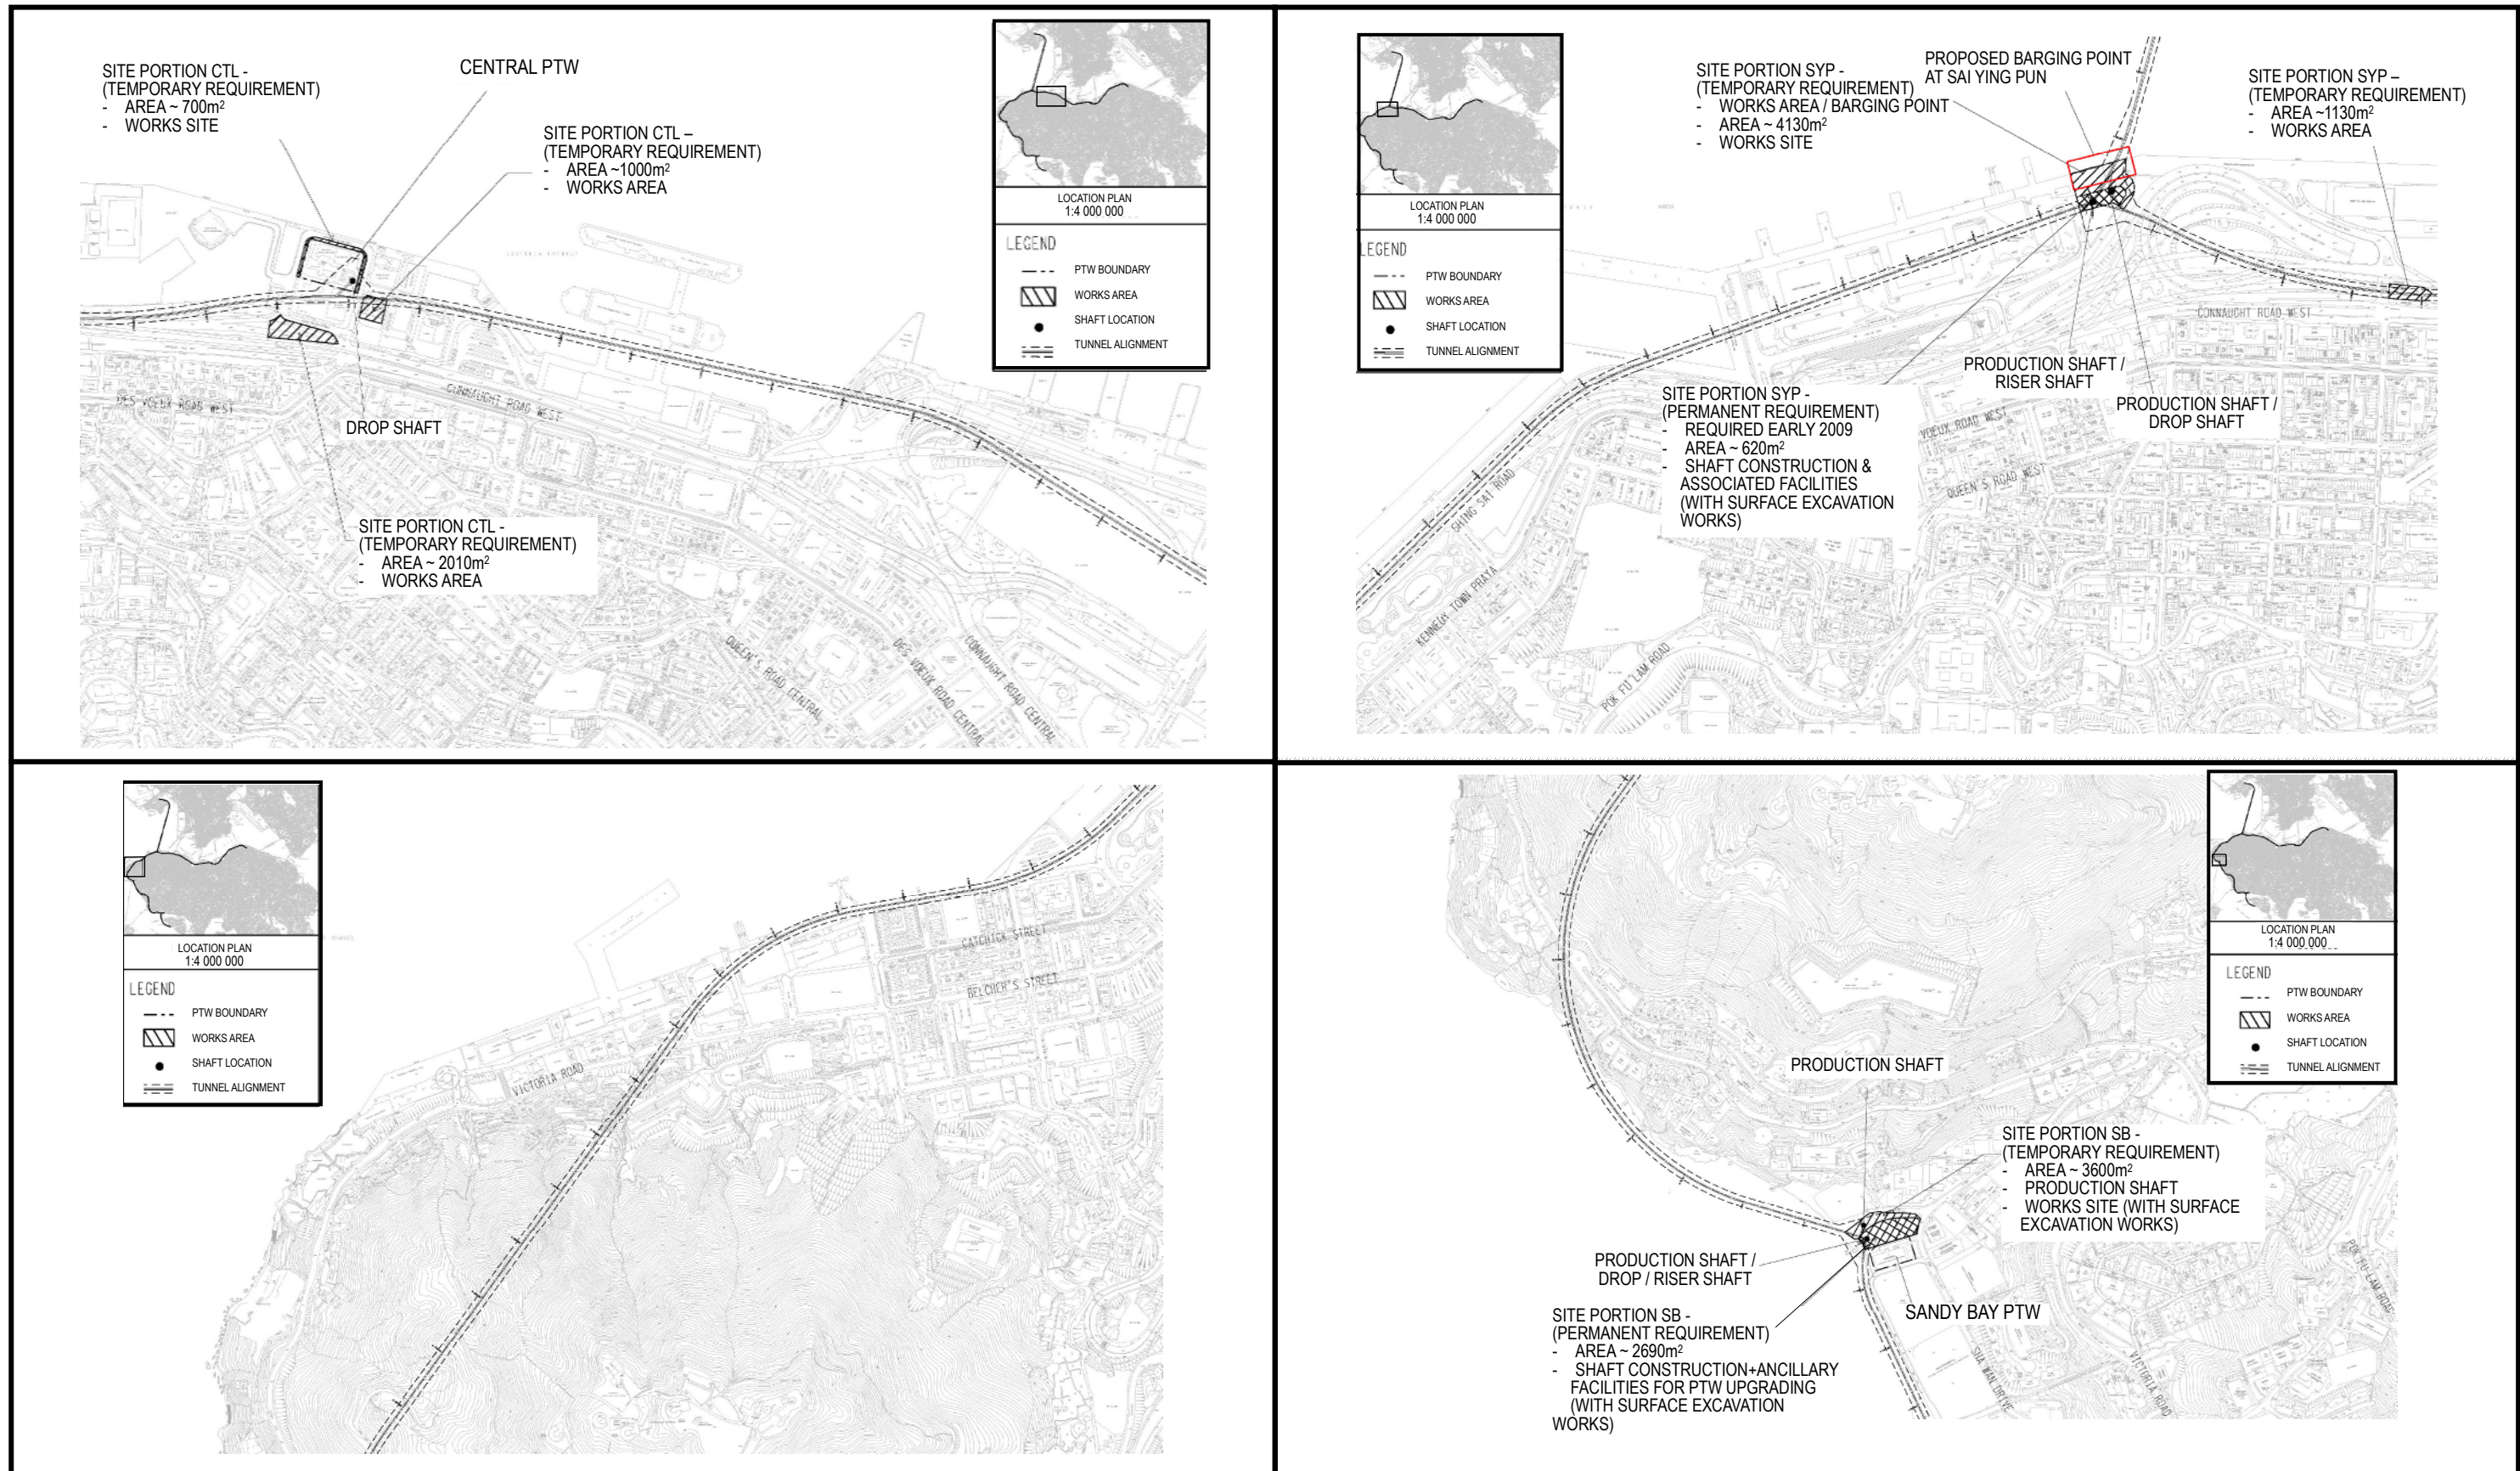 SITE PORTION CTL -
(TEMPORARY REQUIREMENT)
- AREA ~ 700m²
- WORKS SITE
CENTRAL PTW
SITE PORTION CTL –
(TEMPORARY REQUIREMENT)
- AREA ~1000m²
- WORKS AREA
LOCATION PLAN
1:4 000 000
LEGEND
PTW BOUNDARY
WORKS AREA
SHAFT LOCATION
TUNNEL ALIGNMENT
DES VOEUX ROAD WEST
CONNAUGHT ROAD WEST
DROP SHAFT
SITE PORTION CTL -
(TEMPORARY REQUIREMENT)
- AREA ~ 2010m²
- WORKS AREA
QUEEN'S ROAD CENTRAL
DES VOEUX ROAD CENTRAL
CONNAUGHT ROAD CENTRAL
LOCATION PLAN
1:4 000 000
LEGEND
PTW BOUNDARY
WORKS AREA
SHAFT LOCATION
TUNNEL ALIGNMENT
SITE PORTION SYP -
(TEMPORARY REQUIREMENT)
- WORKS AREA / BARGING POINT
- AREA ~ 4130m²
- WORKS SITE
PROPOSED BARGING POINT
AT SAI YING PUN
SITE PORTION SYP –
(TEMPORARY REQUIREMENT)
- AREA ~1130m²
- WORKS AREA
CONNAUGHT ROAD WEST
PRODUCTION SHAFT /
RISER SHAFT
PRODUCTION SHAFT /
DROP SHAFT
SITE PORTION SYP -
(PERMANENT REQUIREMENT)
- REQUIRED EARLY 2009
- AREA ~ 620m²
- SHAFT CONSTRUCTION &
ASSOCIATED FACILITIES
(WITH SURFACE EXCAVATION
WORKS)
VOEUX ROAD WEST
QUEEN'S ROAD WEST
SHING SAI ROAD
KENNEDY TOWN PRAYA
POK FU LAM ROAD
LOCATION PLAN
1:4 000 000
LEGEND
PTW BOUNDARY
WORKS AREA
SHAFT LOCATION
TUNNEL ALIGNMENT
CATCHICK STREET
BELCHER'S STREET
VICTORIA ROAD
LOCATION PLAN
1:4 000 000
LEGEND
PTW BOUNDARY
WORKS AREA
SHAFT LOCATION
TUNNEL ALIGNMENT
PRODUCTION SHAFT
SITE PORTION SB -
(TEMPORARY REQUIREMENT)
- AREA ~ 3600m²
- PRODUCTION SHAFT
- WORKS SITE (WITH SURFACE
EXCAVATION WORKS)
PRODUCTION SHAFT /
DROP / RISER SHAFT
SANDY BAY PTW
SITE PORTION SB -
(PERMANENT REQUIREMENT)
- AREA ~ 2690m²
- SHAFT CONSTRUCTION+ANCILLARY
FACILITIES FOR PTW UPGRADING
(WITH SURFACE EXCAVATION
WORKS)
SHA WAN DRIVE
VICTORIA ROAD
POK FU LAM ROAD